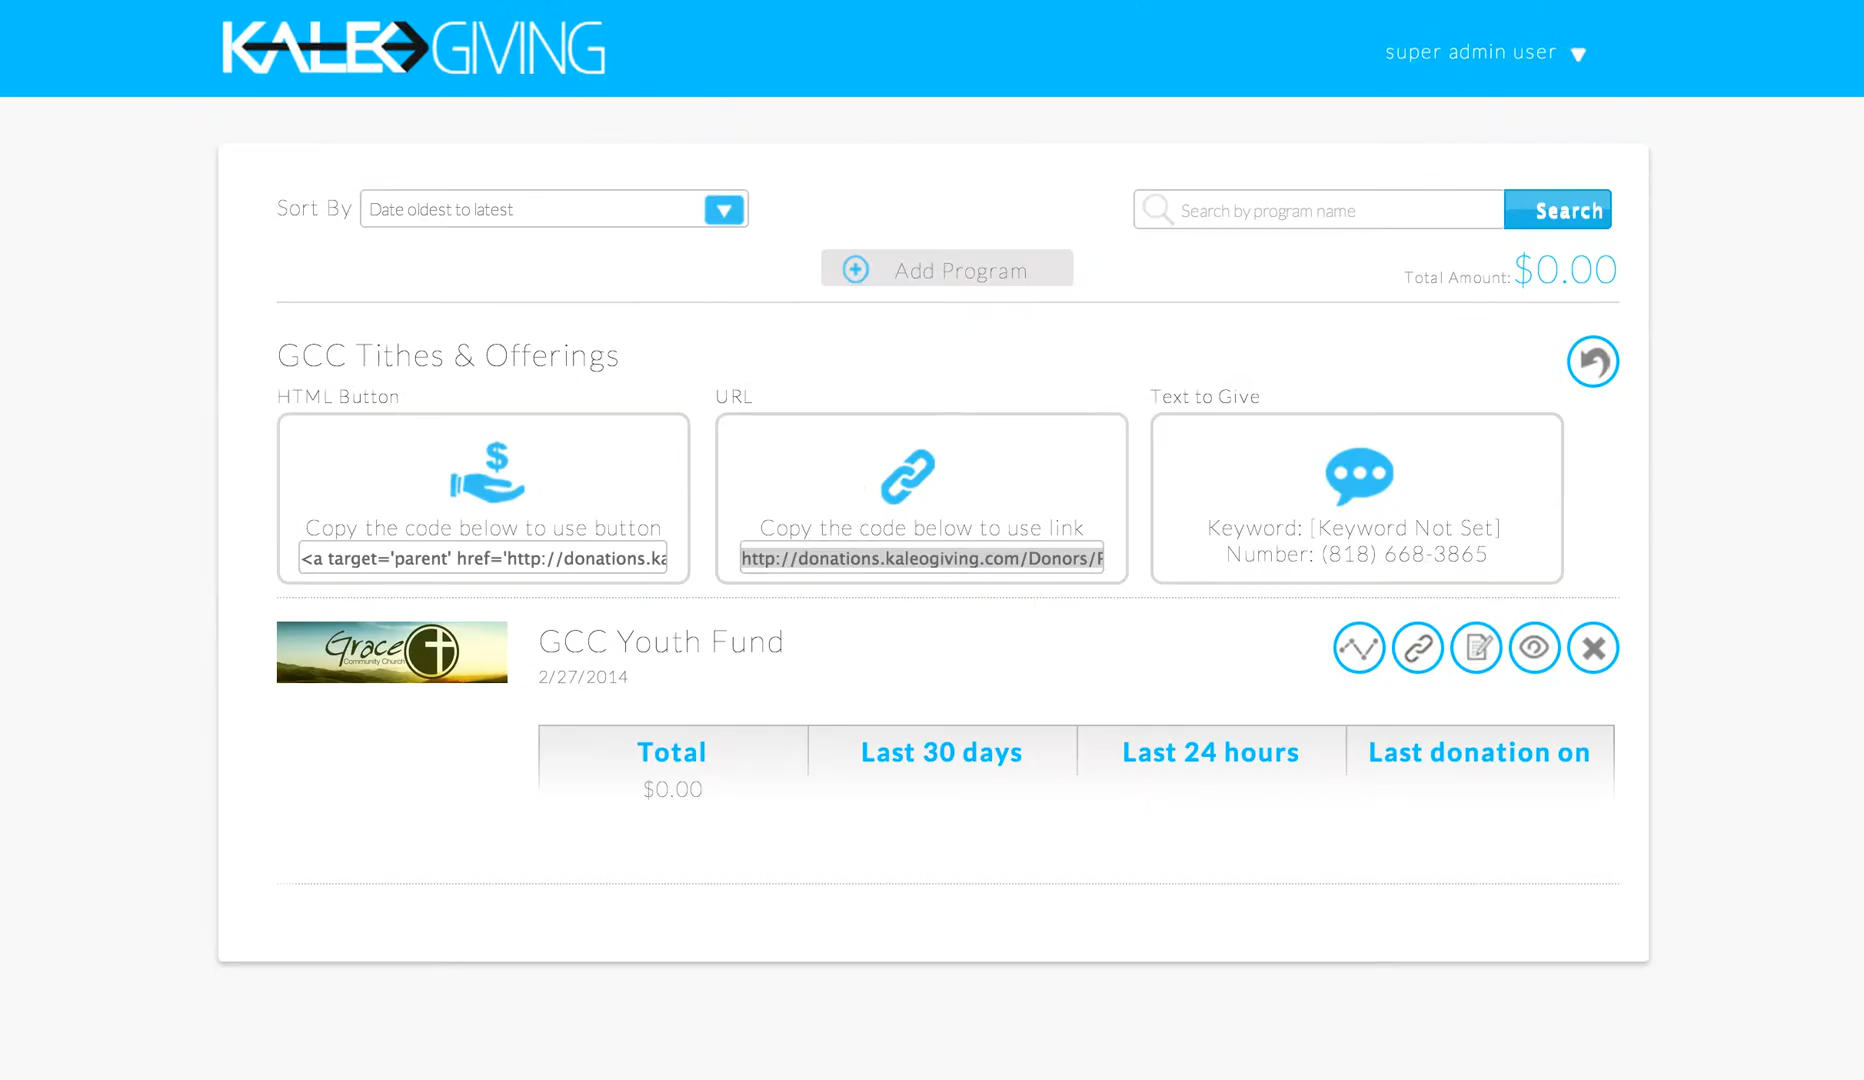 KALEO GIVING
super admin user
Sort By Date oldest to latest
Search by program name Search
Add Program
Total Amount: $0.00
GCC Tithes & Offerings
HTML Button
URL
Text to Give
$
Copy the code below to use button
<a target='parent' href='http://donations.ka
Copy the code below to use link
http://donations.kaleogiving.com/Donors/
Keyword: [Keyword Not Set]
Number: (818) 668-3865
Grace
Community Church
GCC Youth Fund
2/27/2014
Total Last 30 days Last 24 hours Last donation on
$0.00